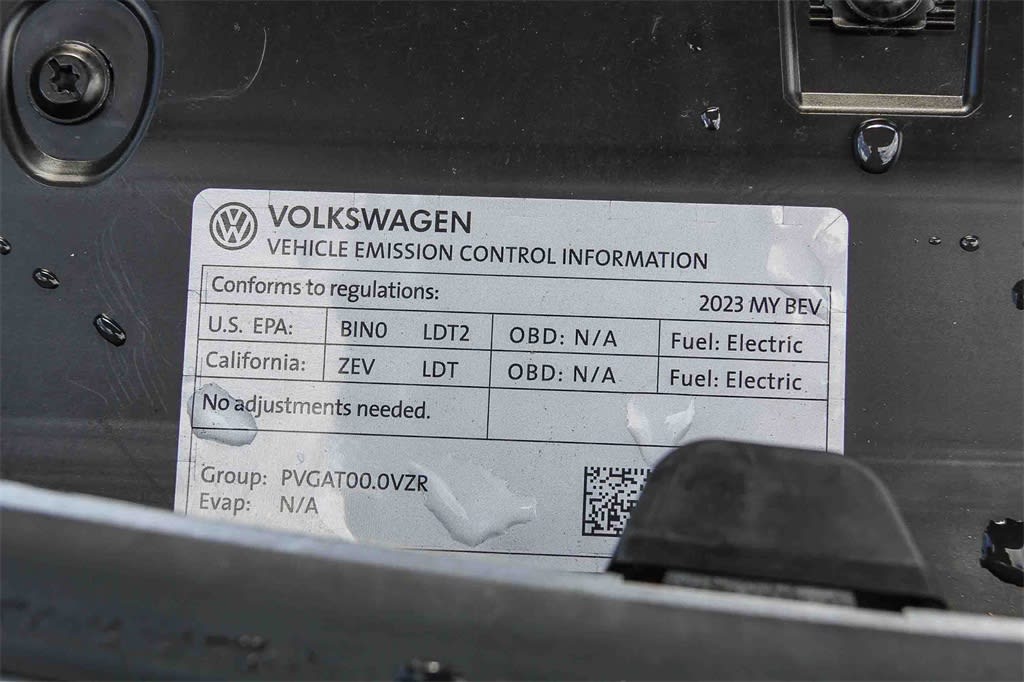 VOLKSWAGEN
VEHICLE EMISSION CONTROL INFORMATION
Conforms to regulations: 2023 MY BEV
U.S. EPA: BIN0 LDT2 OBD: N/A Fuel: Electric
California: ZEV LDT OBD: N/A Fuel: Electric
No adjustments needed.
Group: PVGAT00.0VZR
Evap: N/A